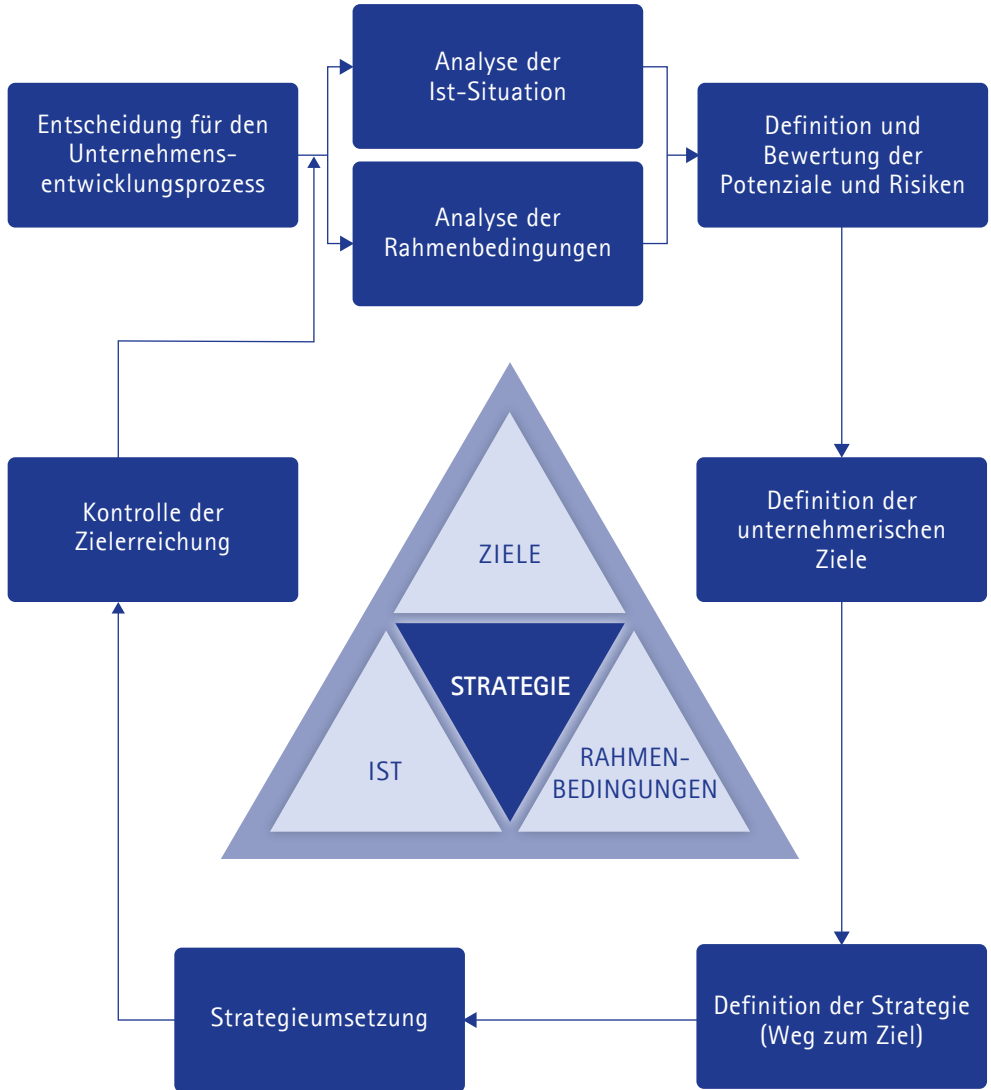 Entscheidung für den
Unternehmens-
entwicklungsprozess
Analyse der
Ist-Situation
Analyse der
Rahmenbedingungen
Definition und
Bewertung der
Potenziale und Risiken
Definition der
unternehmerischen
Ziele
Definition der Strategie
(Weg zum Ziel)
Strategieumsetzung
Kontrolle der
Zielerreichung
ZIELE
STRATEGIE
IST
RAHMEN-
BEDINGUNGEN